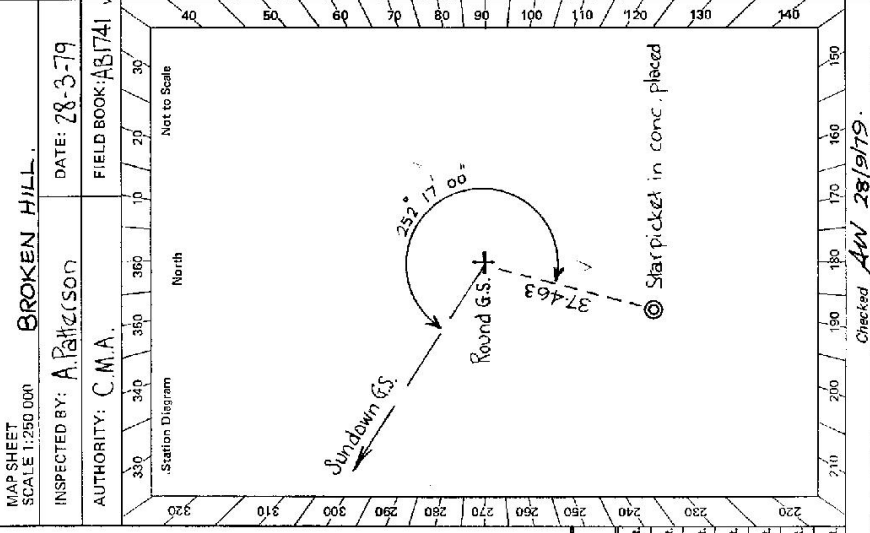 MAP SHEET
SCALE 1:250 000
BROKEN HILL.
INSPECTED BY: A.Patterson
DATE: 28-3-79
AUTHORITY: C.M.A.
FIELD BOOK: AB1741
330 340 350 360 10 20 30
Station Diagram
North
Not to Scale
40 50 60 70 80 90 100 110 120 130 140
150 160 170 180 190 200 210
320 310 300 290 280 270 260 250 240 230 220
Sundown G.S.
252° 17' 00"
Round G.S.
37.463
Starpicket in conc. placed
Checked AW 28/9/79.